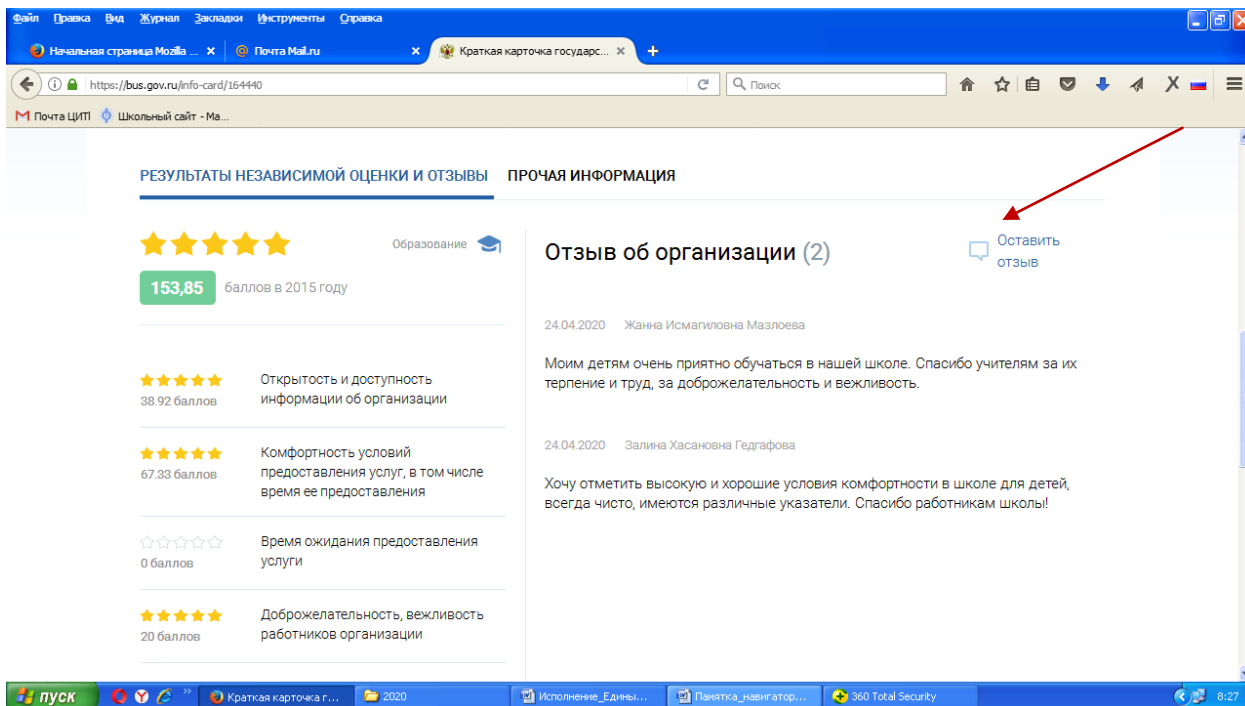 Файл Правка Вид Журнал Закладки Инструменты Справка
Начальная страница Mozilla ... Почта Mail.ru Краткая карточка государс...
https://bus.gov.ru/info-card/164440 Поиск
Почта ЦИТ Школьный сайт - Ма...
РЕЗУЛЬТАТЫ НЕЗАВИСИМОЙ ОЦЕНКИ И ОТЗЫВЫ ПРОЧАЯ ИНФОРМАЦИЯ
Образование
153,85 баллов в 2015 году
38.92 баллов
Открытость и доступность
информации об организации
67.33 баллов
Комфортность условий
предоставления услуг, в том числе
время ее предоставления
0 баллов
Время ожидания предоставления
услуги
20 баллов
Доброжелательность, вежливость
работников организации
Отзыв об организации (2)
Оставить
отзыв
24.04.2020 Жанна Исмагиловна Мазлоева
Моим детям очень приятно обучаться в нашей школе. Спасибо учителям за их
терпение и труд, за доброжелательность и вежливость.
24.04.2020 Залина Хасановна Гедгафова
Хочу отметить высокую и хорошие условия комфортности в школе для детей,
всегда чисто, имеются различные указатели. Спасибо работникам школы!
пуск Краткая карточка г... 2020 Исполнение_Едины... Памятка_навигатор... 360 Total Security 8:27